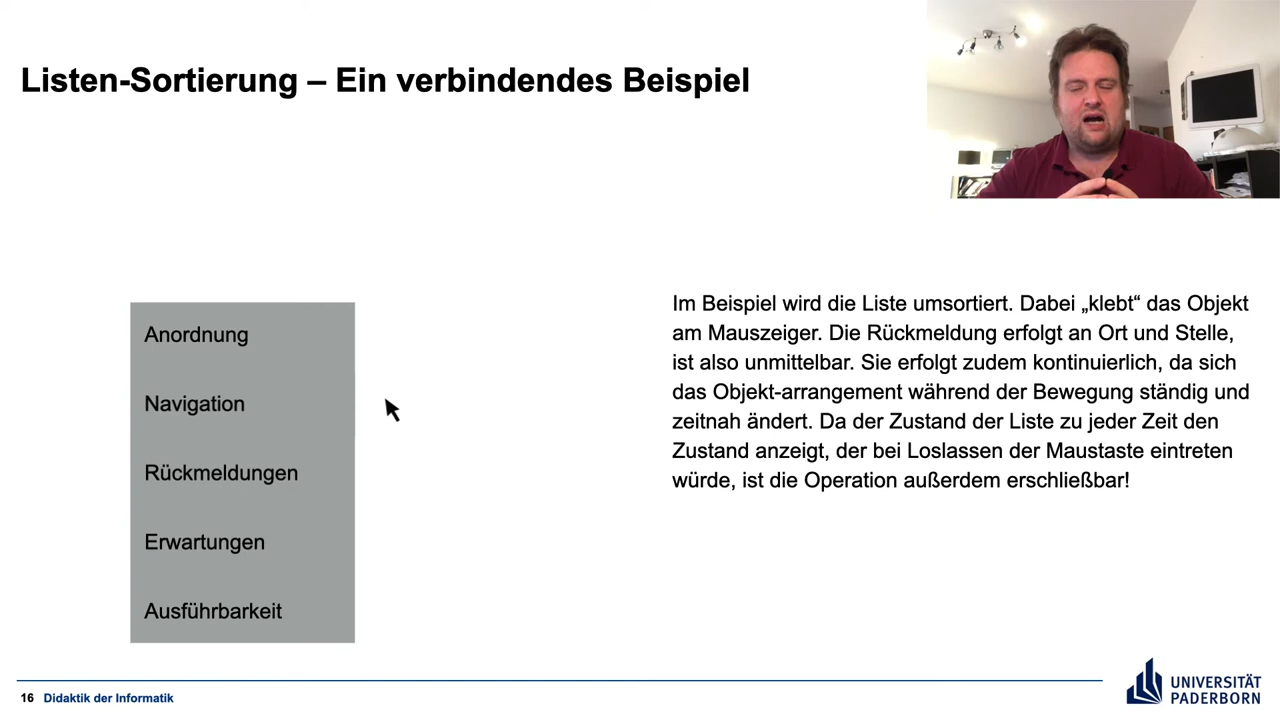 Listen-Sortierung – Ein verbindendes Beispiel
Anordnung
Navigation
Rückmeldungen
Erwartungen
Ausführbarkeit
Im Beispiel wird die Liste umsortiert. Dabei „klebt“ das Objekt
am Mauszeiger. Die Rückmeldung erfolgt an Ort und Stelle,
ist also unmittelbar. Sie erfolgt zudem kontinuierlich, da sich
das Objekt-arrangement während der Bewegung ständig und
zeitnah ändert. Da der Zustand der Liste zu jeder Zeit den
Zustand anzeigt, der bei Loslassen der Maustaste eintreten
würde, ist die Operation außerdem erschließbar!
16 Didaktik der Informatik
UNIVERSITÄT
PADERBORN